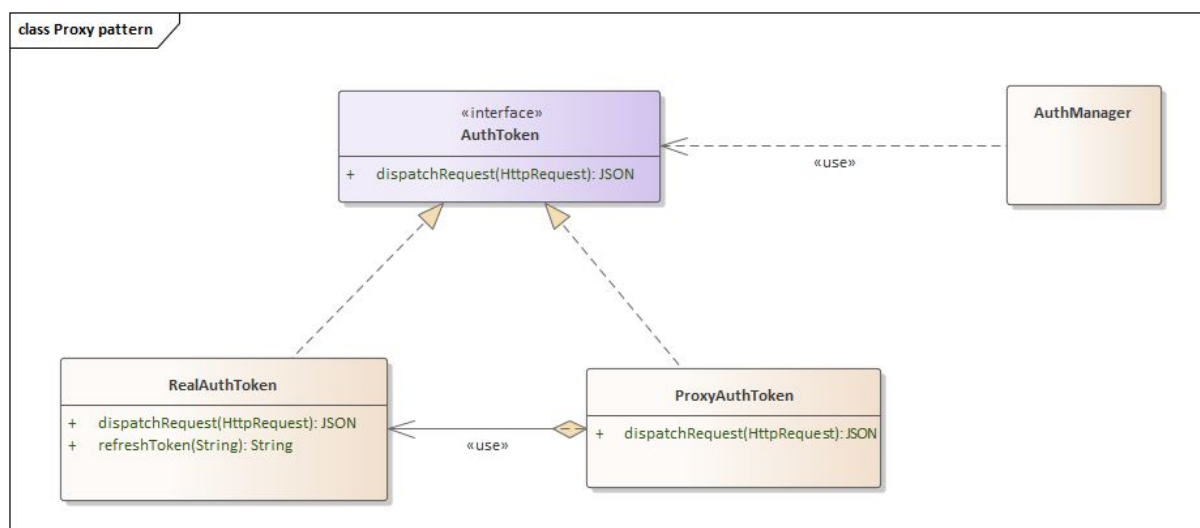 class Proxy pattern
«interface»
AuthToken
+ dispatchRequest(HttpRequest): JSON
AuthManager
«use»
RealAuthToken
+ dispatchRequest(HttpRequest): JSON
+ refreshToken(String): String
«use»
ProxyAuthToken
+ dispatchRequest(HttpRequest): JSON